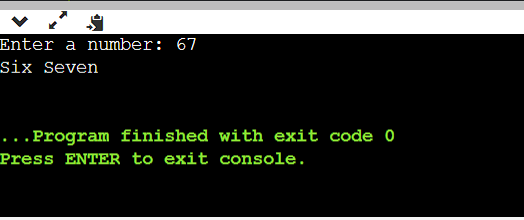 Enter a number: 67
Six Seven
...Program finished with exit code 0
Press ENTER to exit console.